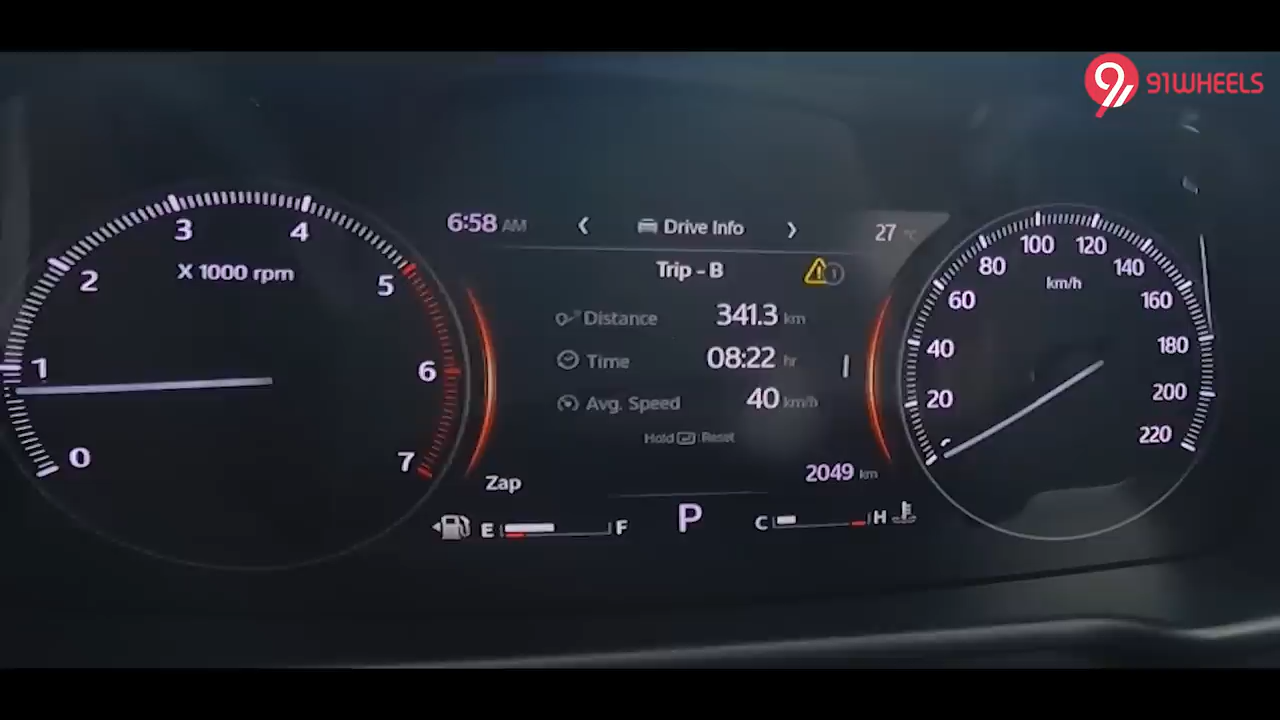 91WHEELS
6:58 AM
Drive Info
27 °C
Trip - B
1
Distance 341.3 km
Time 08:22 hr
Avg. Speed 40 km/h
Hold Reset
2049 km
Zap
E F
P
C H
0 1 2 3 4 5 6 7
X 1000 rpm
0 20 40 60 80 100 120 140 160 180 200 220
km/h